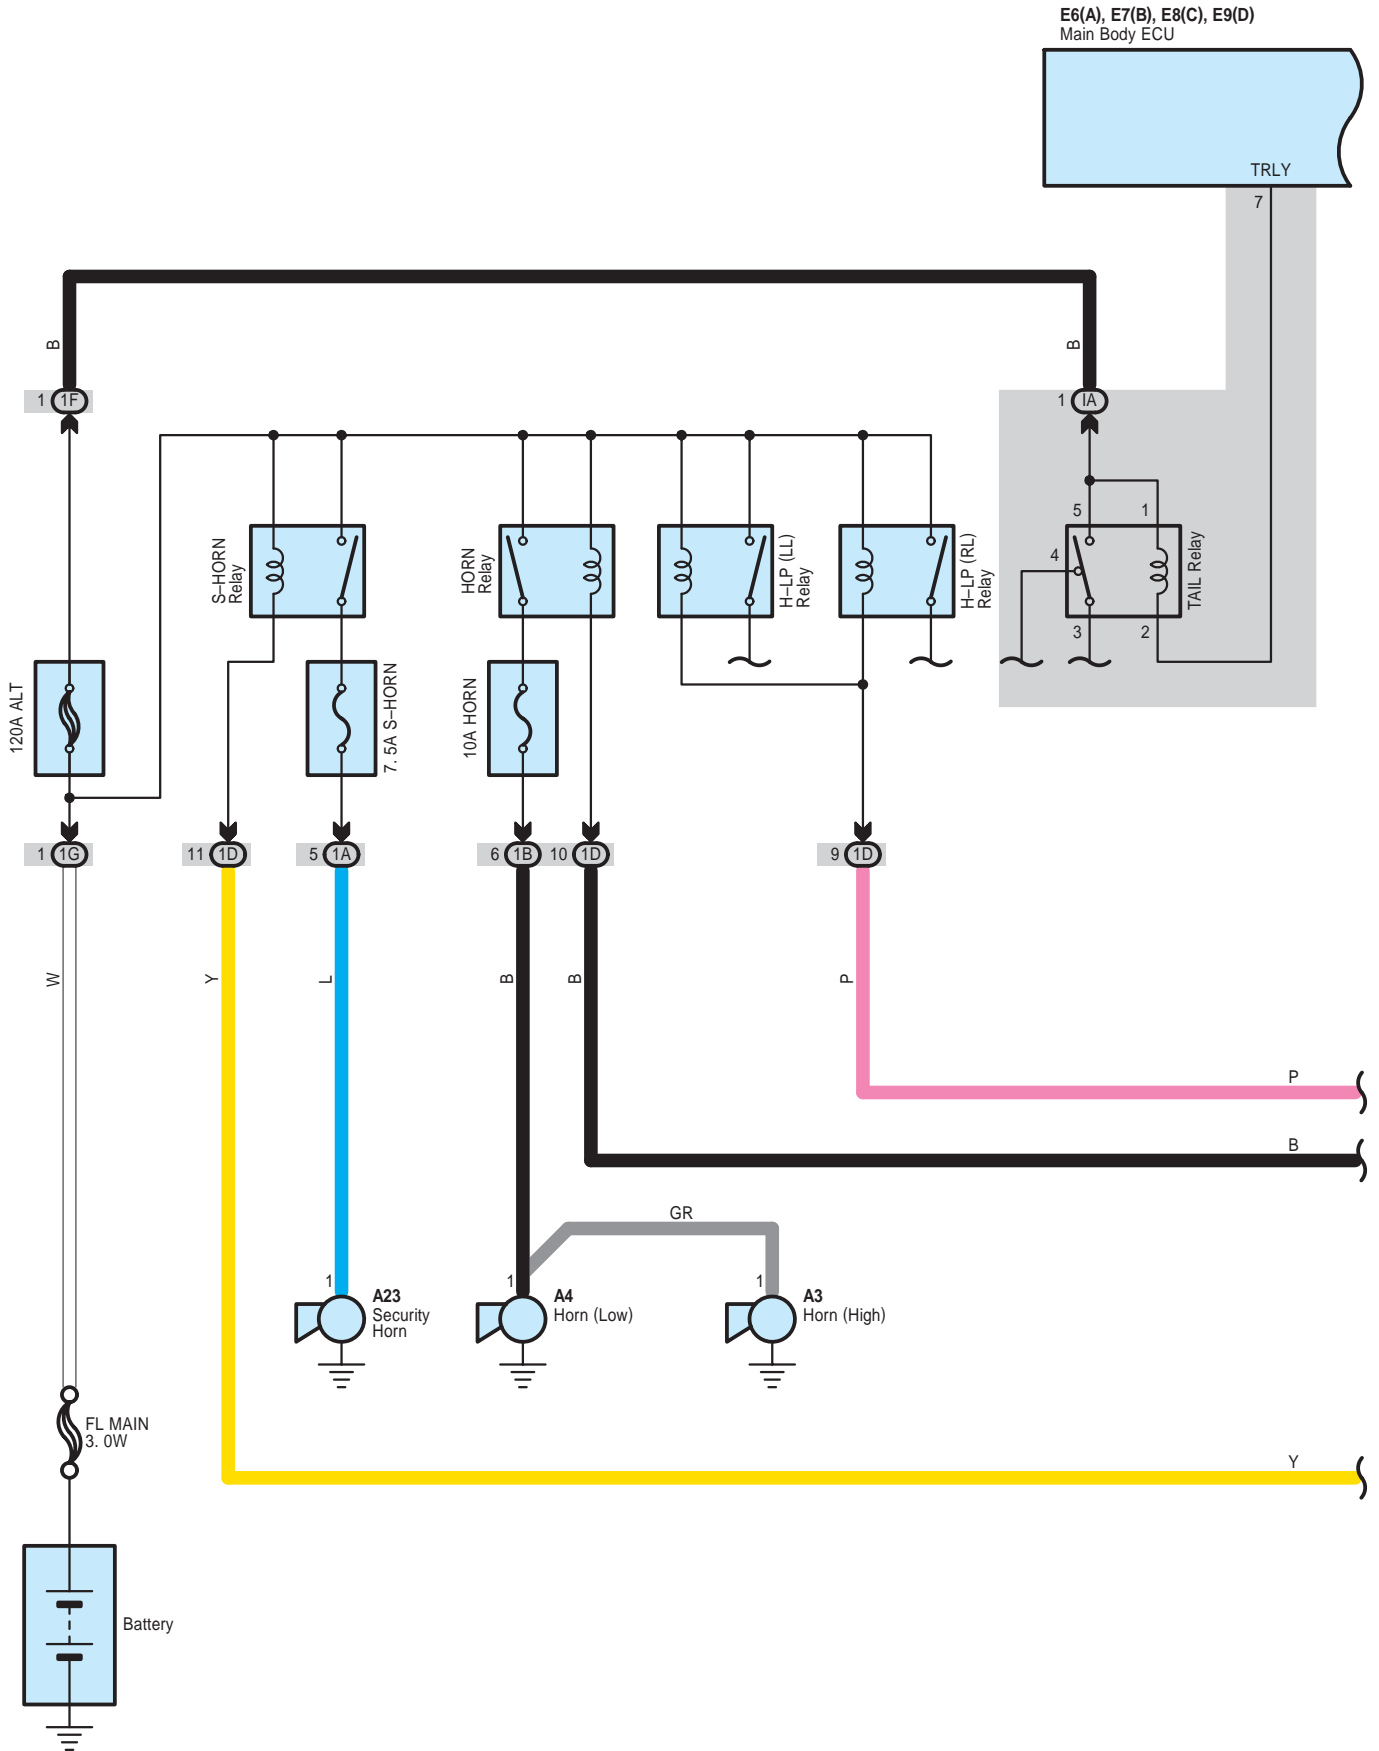 E6(A), E7(B), E8(C), E9(D)
Main Body ECU
TRLY
7
B
B
1 1F
1 IA
5
1
4
3
2
TAIL Relay
S–HORN
Relay
HORN
Relay
H–LP (LL)
Relay
H–LP (RL)
Relay
120A ALT
7. 5A S–HORN
10A HORN
1 1G
11 1D
5 1A
6 1B
10 1D
9 1D
W
Y
L
B
B
P
P
B
GR
1
A23
Security
Horn
1
A4
Horn (Low)
1
A3
Horn (High)
FL MAIN
3. 0W
Y
Battery